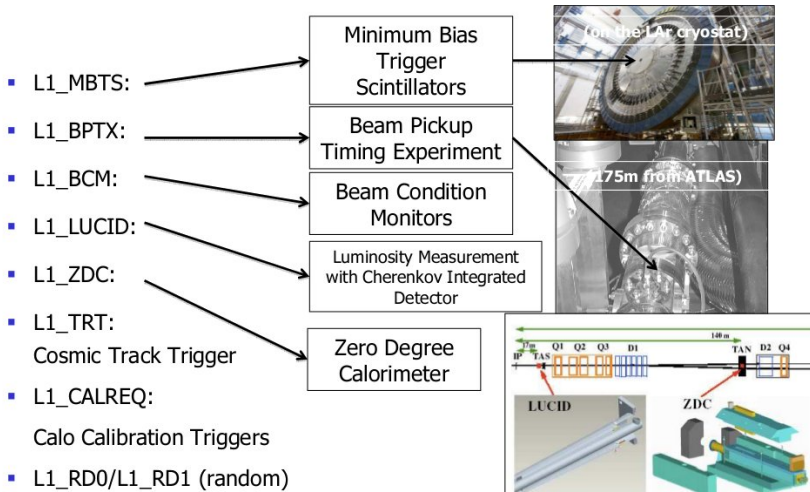 L1_MBTS:
L1_BPTX:
L1_BCM:
L1_LUCID:
L1_ZDC:
L1_TRT:
Cosmic Track Trigger
L1_CALREQ:
Calo Calibration Triggers
L1_RD0/L1_RD1 (random)
Minimum Bias
Trigger
Scintillators
Beam Pickup
Timing Experiment
Beam Condition
Monitors
Luminosity Measurement
with Cherenkov Integrated
Detector
Zero Degree
Calorimeter
(on the LAr cryostat)
(175m from ATLAS)
140 m
17m
Q1 Q2 Q3 D1 TAN D2 Q4
IP TAS
LUCID ZDC